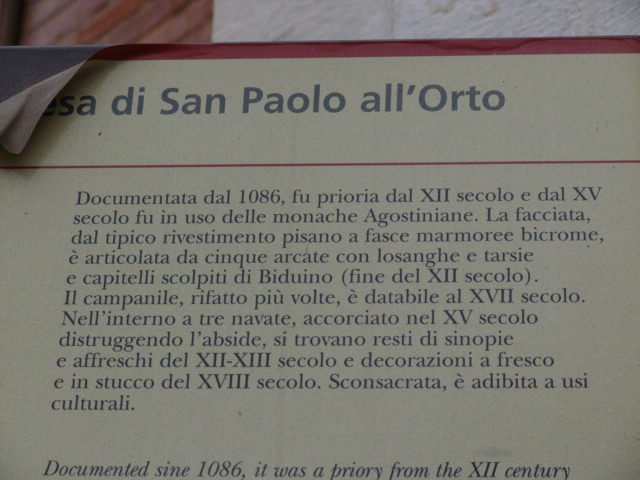 esa di San Paolo all'Orto
Documentata dal 1086, fu prioria dal XII secolo e dal XV
secolo fu in uso delle monache Agostiniane. La facciata,
dal tipico rivestimento pisano a fasce marmoree bicrome,
è articolata da cinque arcate con losanghe e tarsie
e capitelli scolpiti di Biduino (fine del XII secolo).
Il campanile, rifatto più volte, è databile al XVII secolo.
Nell'interno a tre navate, accorciato nel XV secolo
distruggendo l'abside, si trovano resti di sinopie
e affreschi del XII-XIII secolo e decorazioni a fresco
e in stucco del XVIII secolo. Sconsacrata, è adibita a usi
culturali.
Documented sine 1086, it was a priory from the XII century